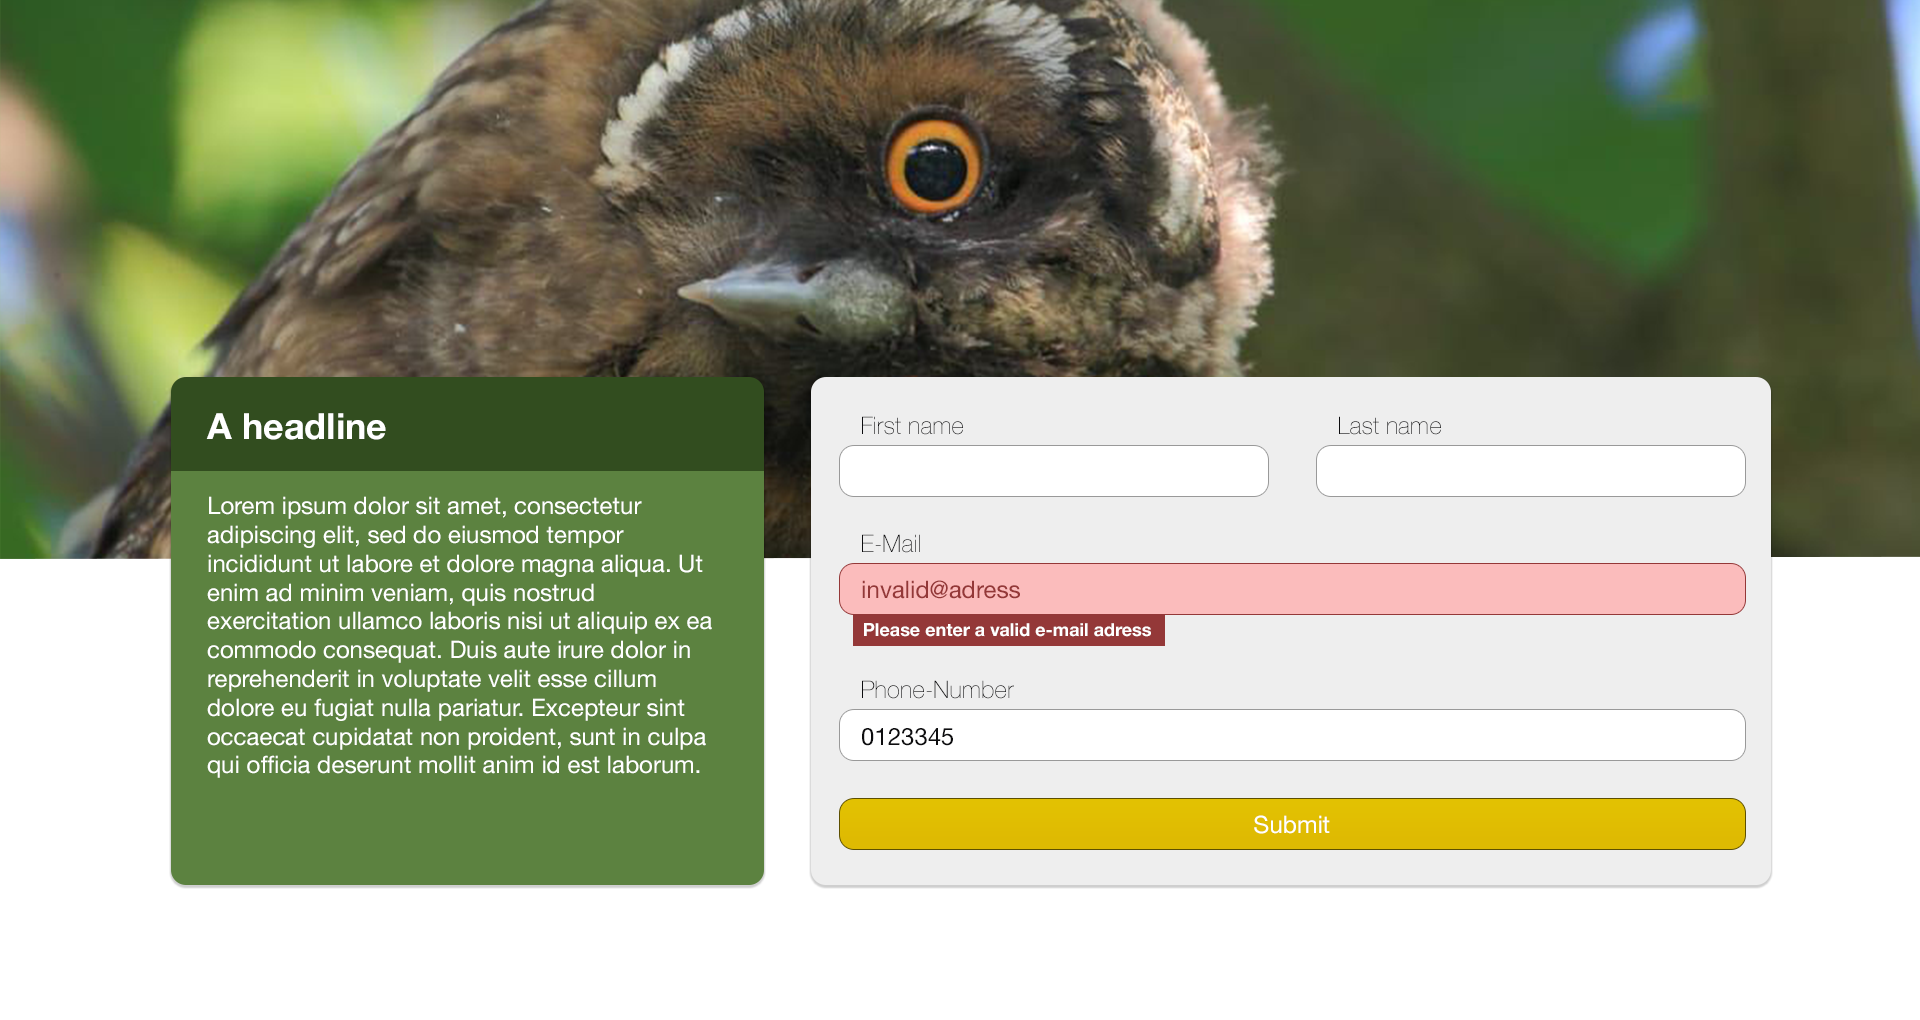 A headline
Lorem ipsum dolor sit amet, consectetur
adipiscing elit, sed do eiusmod tempor
incididunt ut labore et dolore magna aliqua. Ut
enim ad minim veniam, quis nostrud
exercitation ullamco laboris nisi ut aliquip ex ea
commodo consequat. Duis aute irure dolor in
reprehenderit in voluptate velit esse cillum
dolore eu fugiat nulla pariatur. Excepteur sint
occaecat cupidatat non proident, sunt in culpa
qui officia deserunt mollit anim id est laborum.
First name
Last name
E-Mail
invalid@adress
Please enter a valid e-mail adress
Phone-Number
0123345
Submit